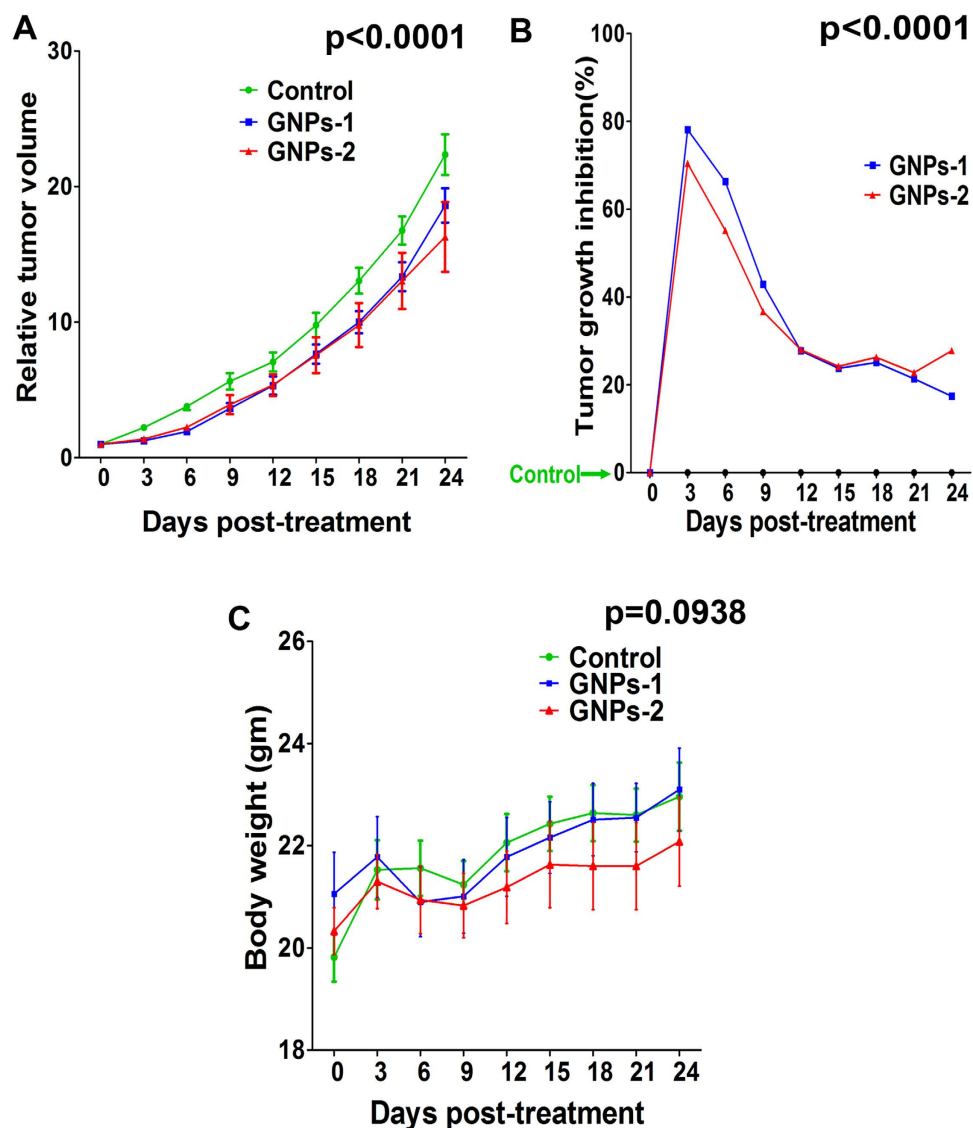 A
p<0.0001
Relative tumor volume
30
20
10
0
Control
GNPs-1
GNPs-2
0 3 6 9 12 15 18 21 24
Days post-treatment
B
p<0.0001
Tumor growth inhibition(%)
100
80
60
40
20
0
Control
GNPs-1
GNPs-2
0 3 6 9 12 15 18 21 24
Days post-treatment
C
p=0.0938
Body weight (gm)
26
24
22
20
18
Control
GNPs-1
GNPs-2
0 3 6 9 12 15 18 21 24
Days post-treatment